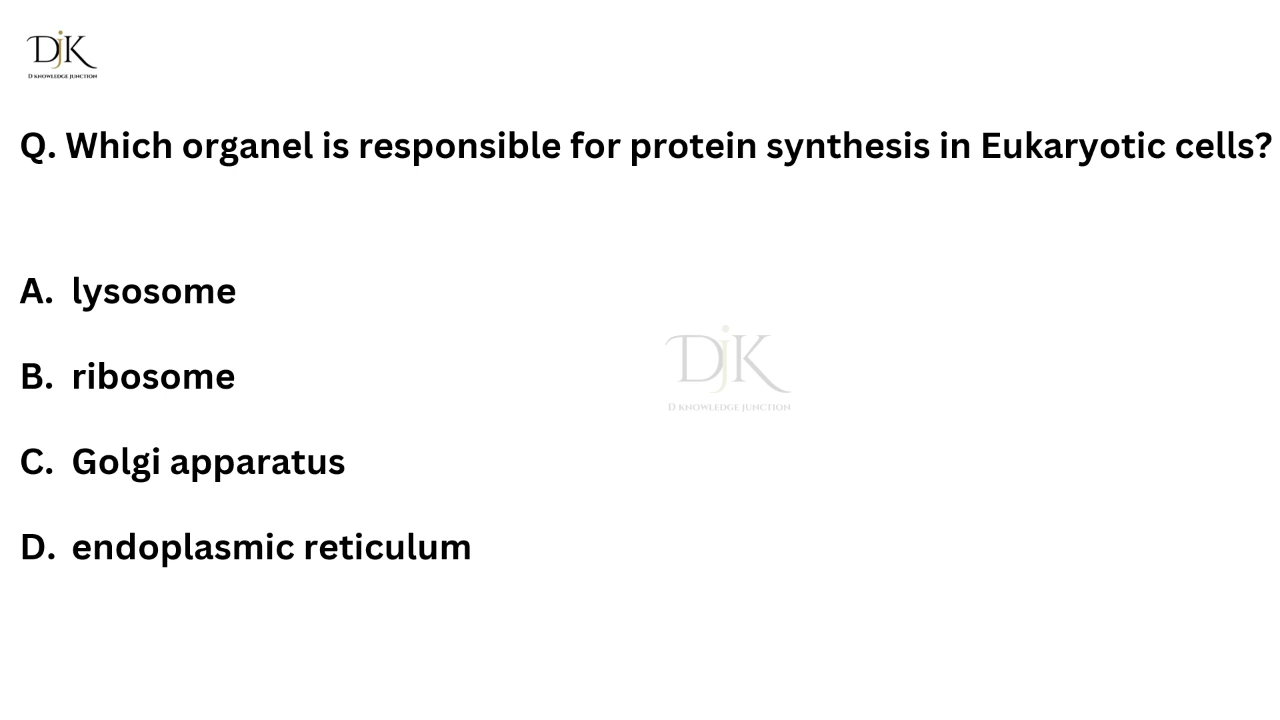 DjK
D KNOWLEDGE JUNCTION
Q. Which organel is responsible for protein synthesis in Eukaryotic cells?
A. lysosome
B. ribosome
DjK
D KNOWLEDGE JUNCTION
C. Golgi apparatus
D. endoplasmic reticulum